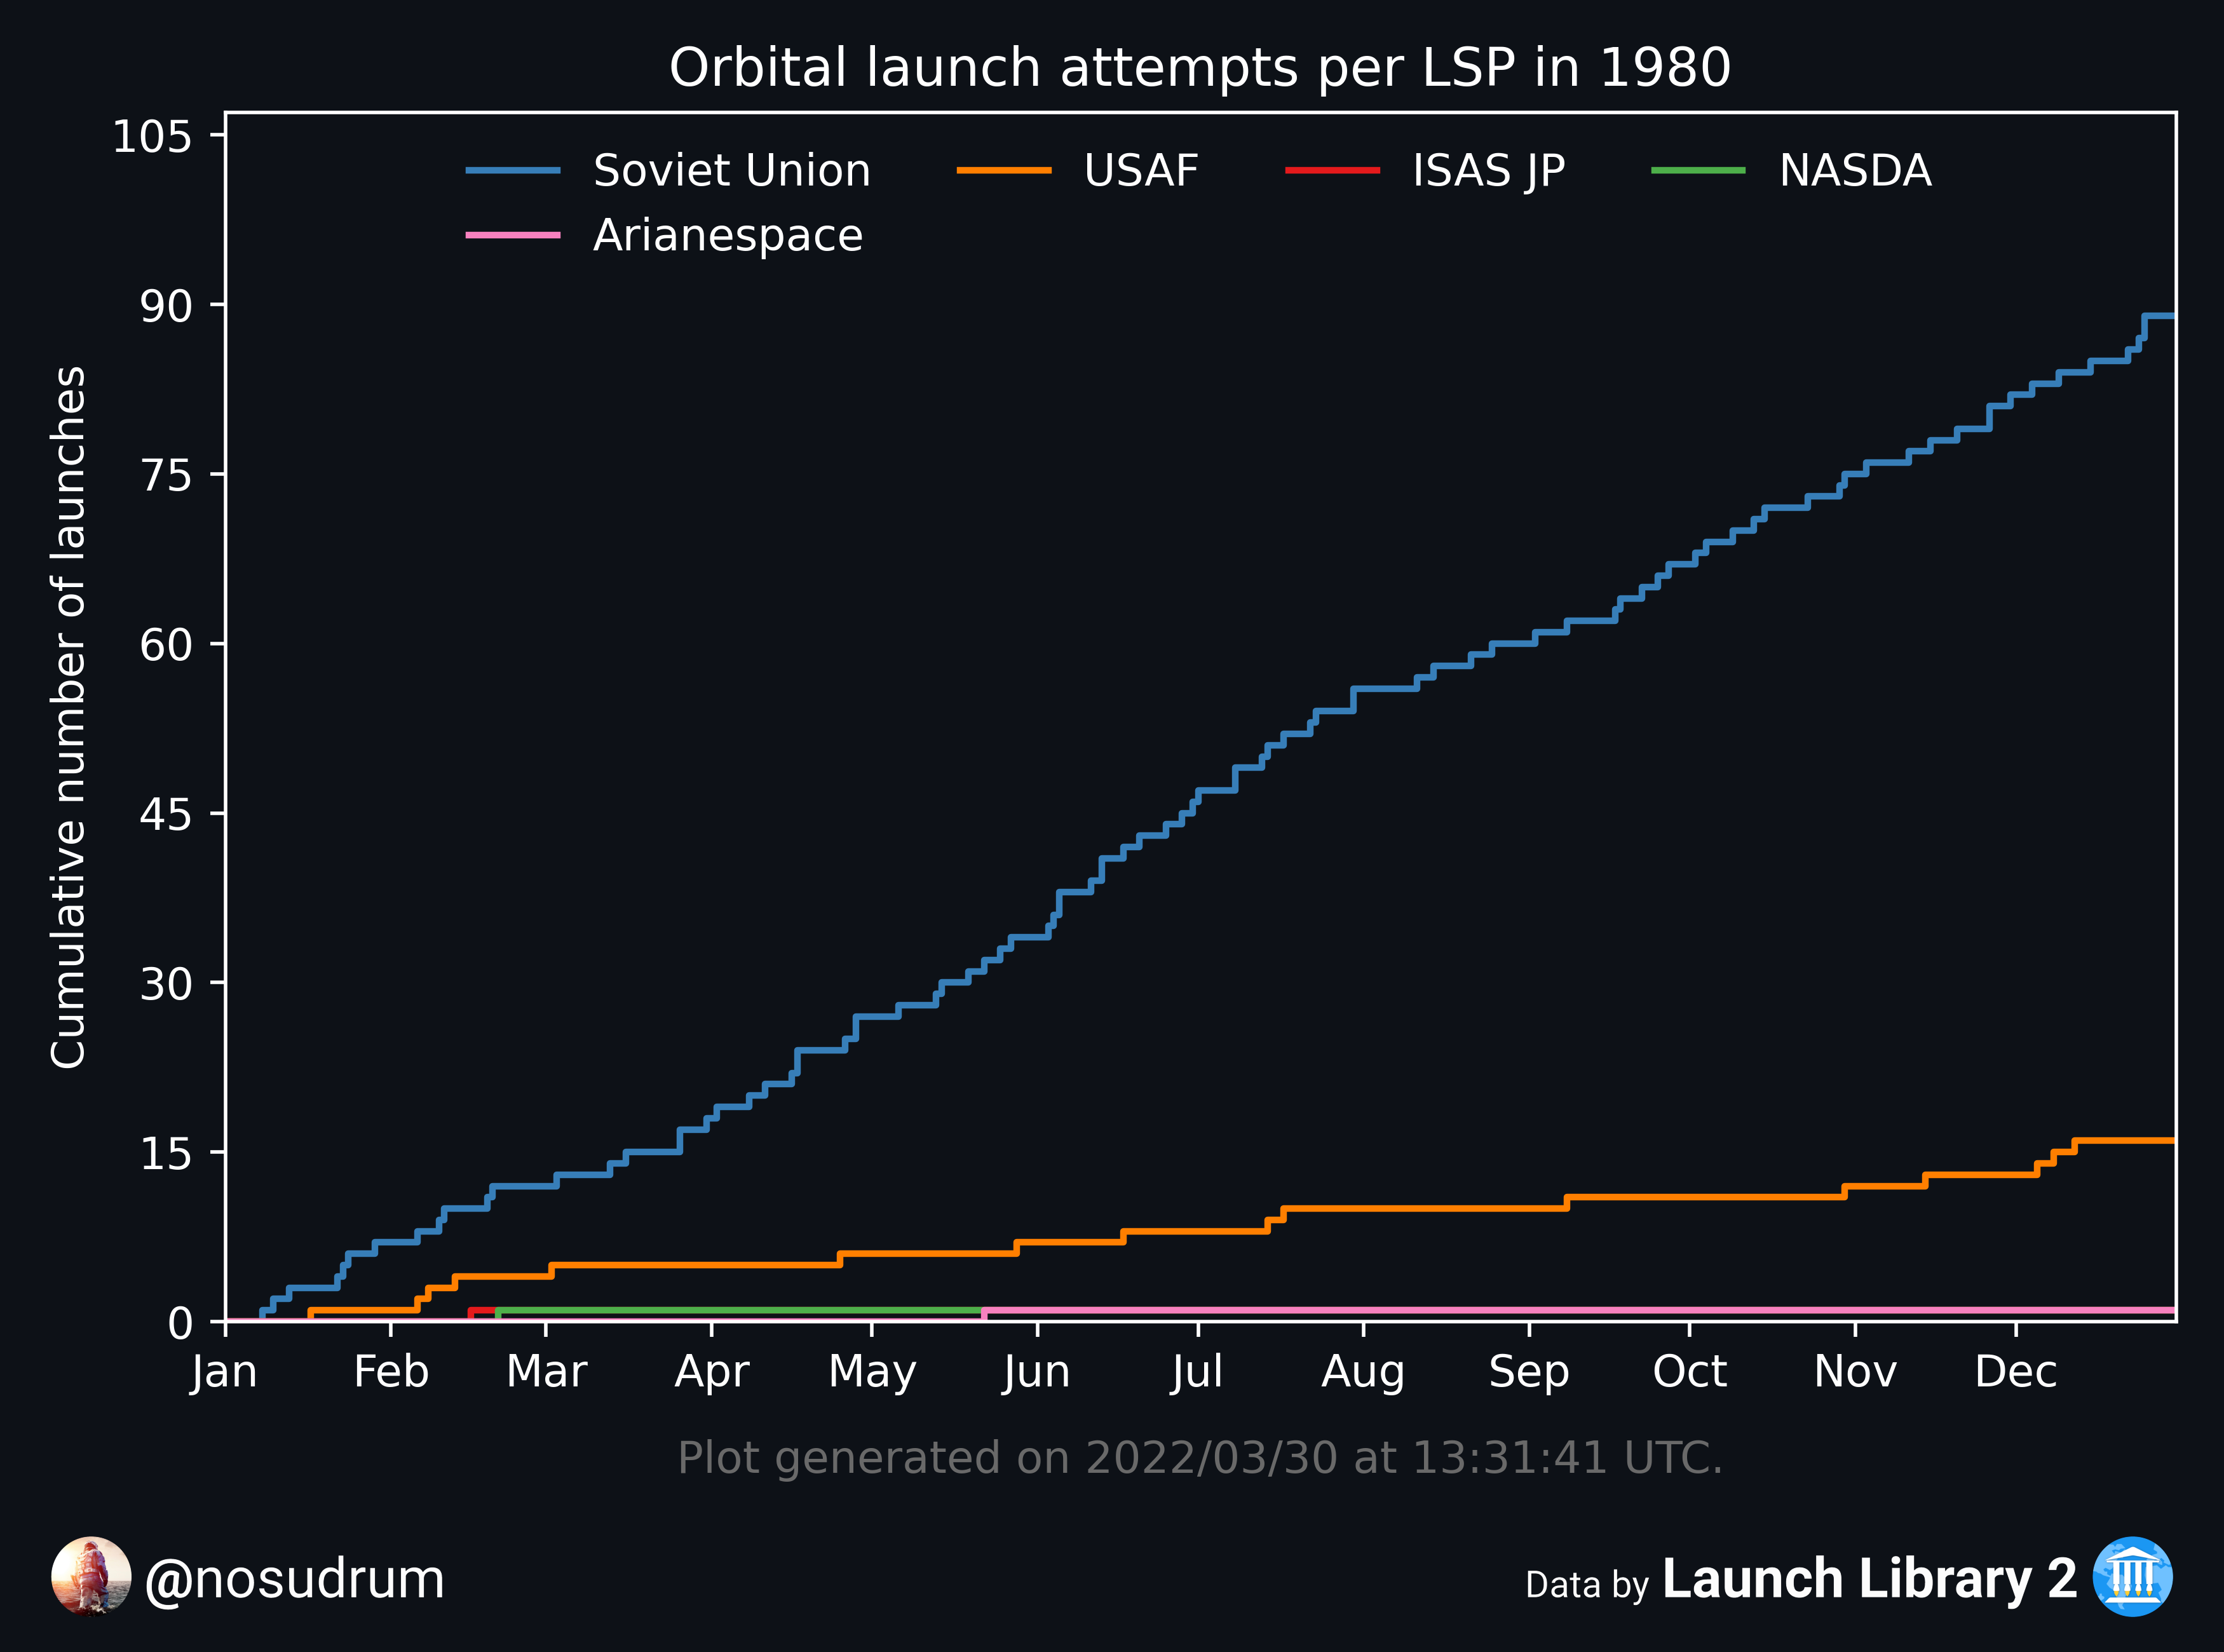 Orbital launch attempts per LSP in 1980
Soviet Union USAF ISAS JP NASDA
Arianespace
Cumulative number of launches
105
90
75
60
45
30
15
0
Jan Feb Mar Apr May Jun Jul Aug Sep Oct Nov Dec
Plot generated on 2022/03/30 at 13:31:41 UTC.
@nosudrum
Data by Launch Library 2